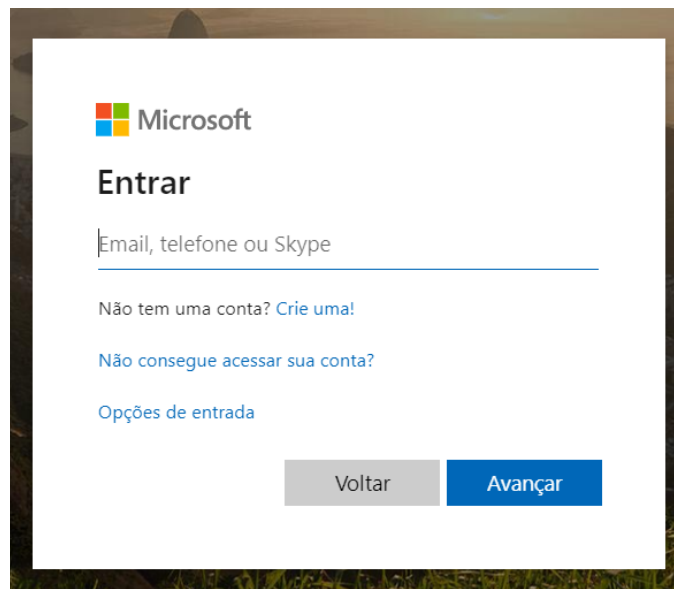 Microsoft
Entrar
Email, telefone ou Skype
Não tem uma conta? Crie uma!
Não consegue acessar sua conta?
Opções de entrada
Voltar Avançar